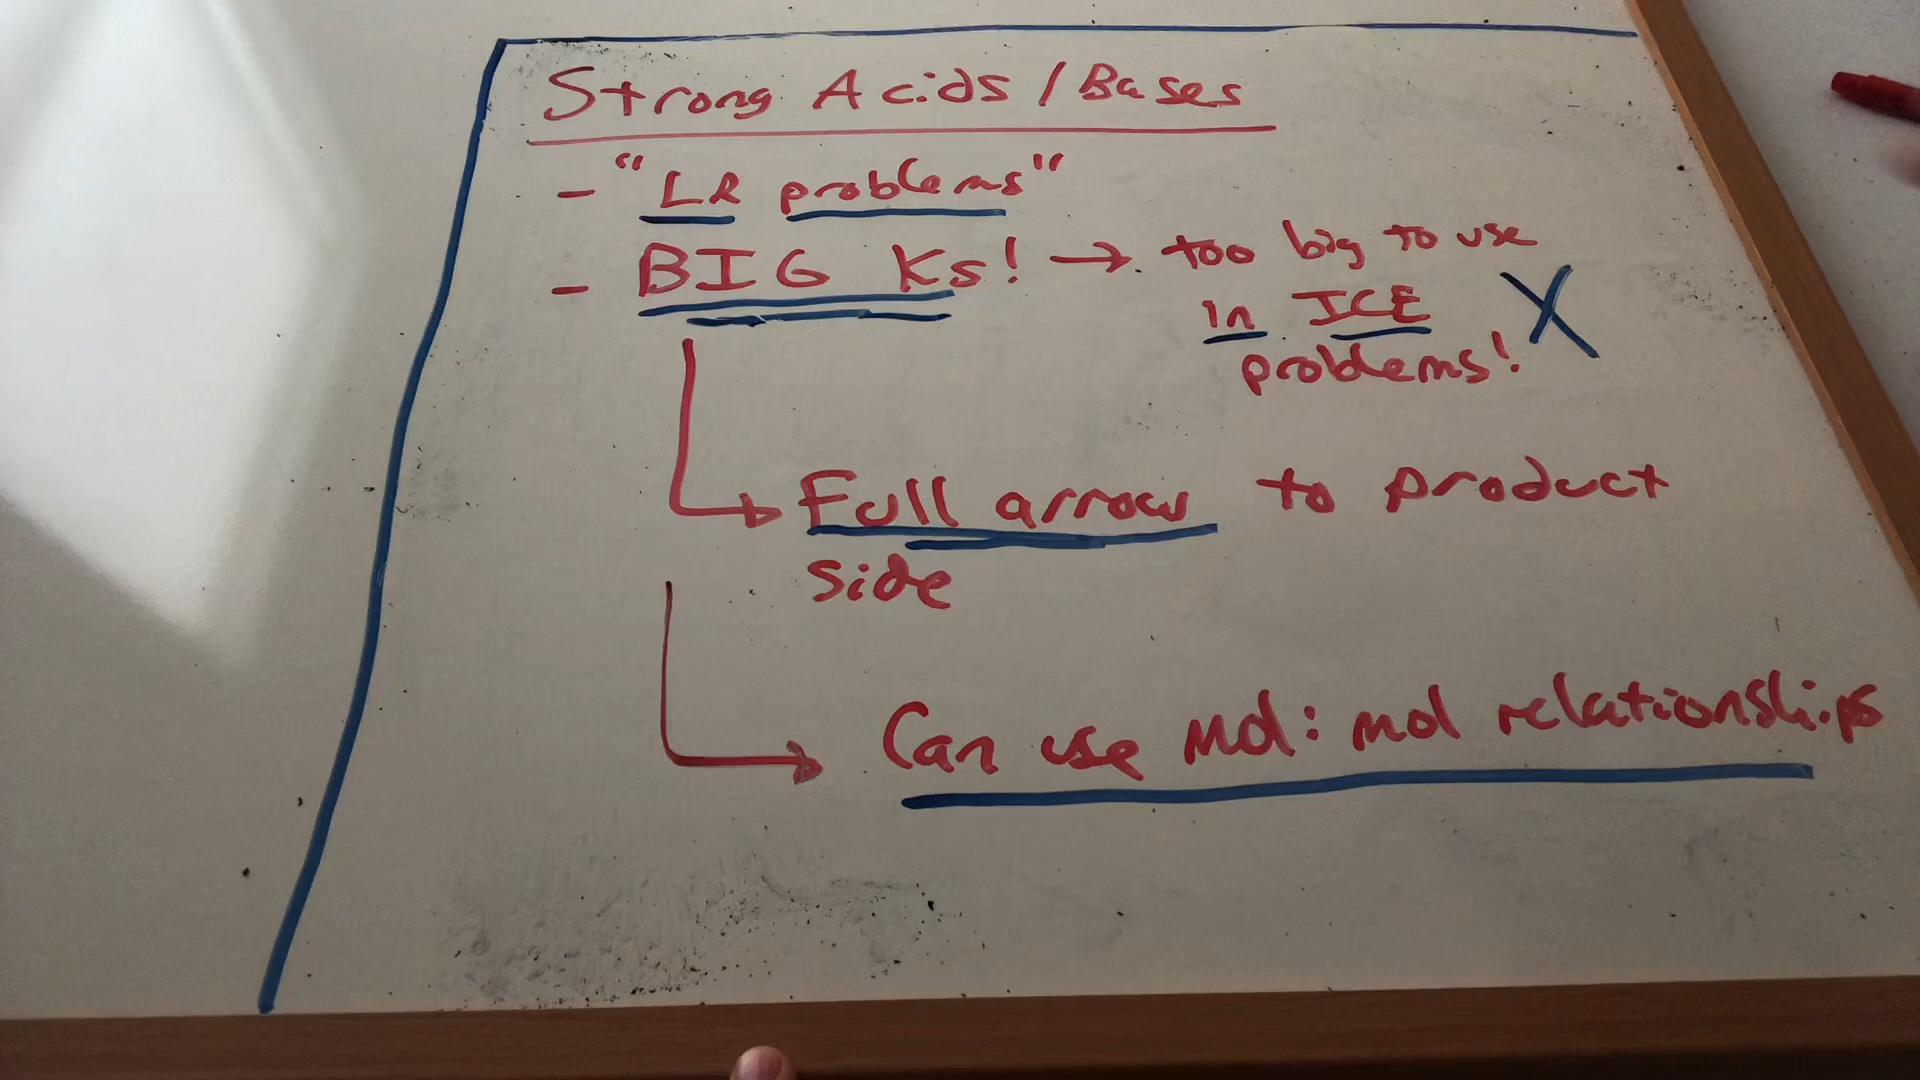 Strong Acids / Bases
- "LR problems"
- BIG Ks! → too big to use
in ICE X
problems!
Full arrow to product
side
Can use mol: mol relationships